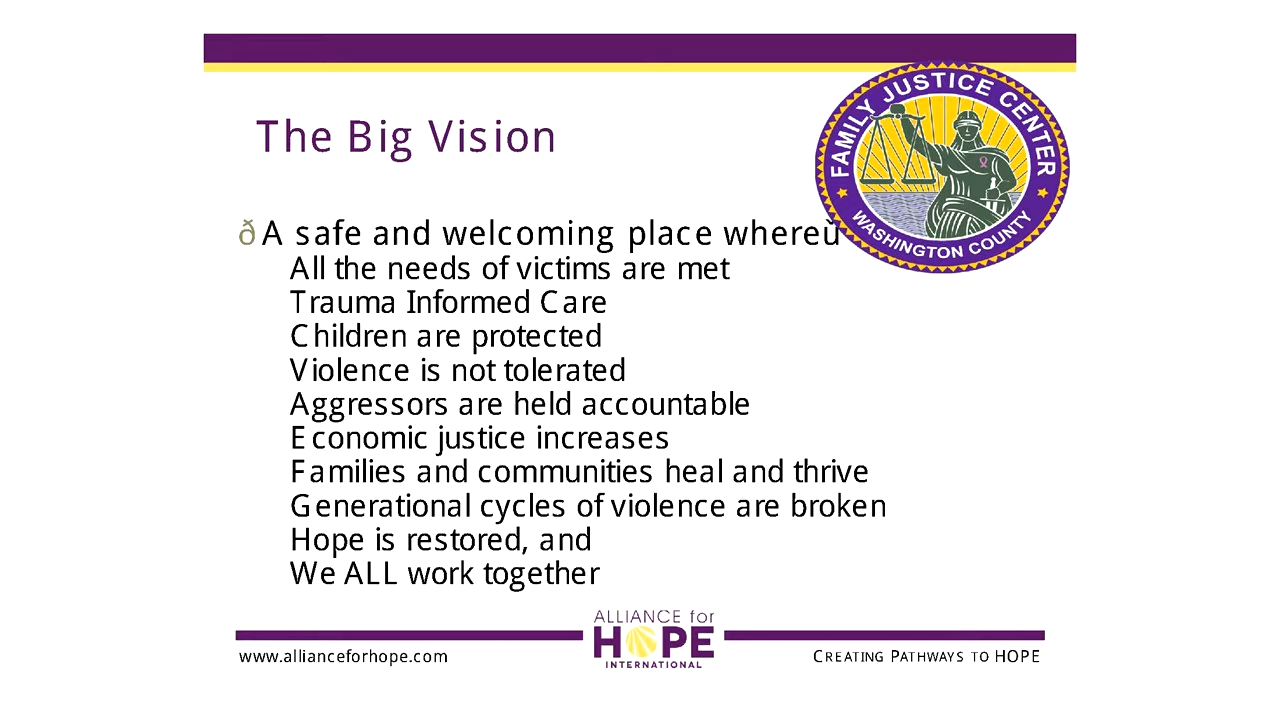 FAMILY JUSTICE CENTER
WASHINGTON COUNTY
The Big Vision
ðA safe and welcoming place whereü
All the needs of victims are met
Trauma Informed Care
Children are protected
Violence is not tolerated
Aggressors are held accountable
Economic justice increases
Families and communities heal and thrive
Generational cycles of violence are broken
Hope is restored, and
We ALL work together
www.allianceforhope.com
ALLIANCE for
HOPE
INTERNATIONAL
CREATING PATHWAYS TO HOPE